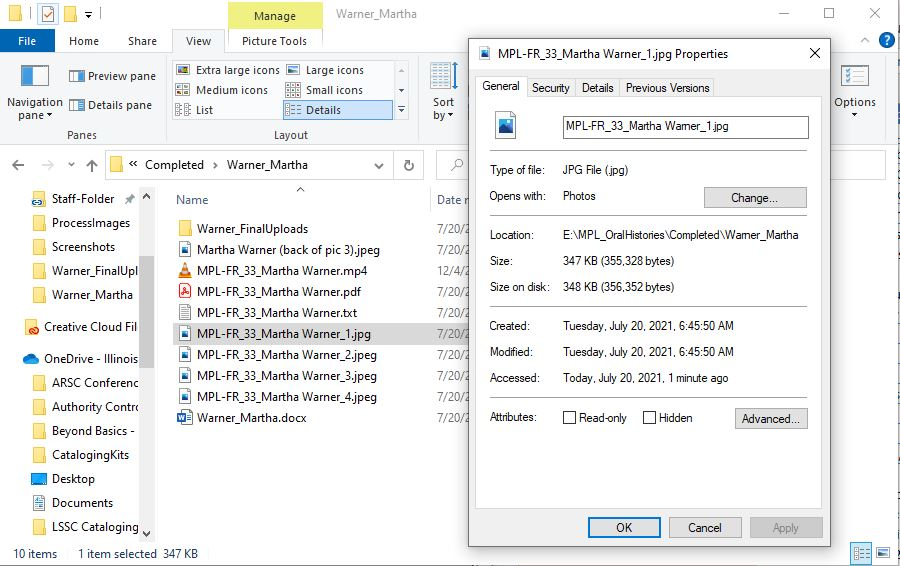 Manage
Warner_Martha
File
Home
Share
View
Picture Tools
Navigation pane
Preview pane
Details pane
Panes
Extra large icons
Large icons
Medium icons
Small icons
List
Details
Layout
Sort by
Options
« Completed > Warner_Martha
Staff-Folder
ProcessImages
Screenshots
Warner_FinalUpl
Warner_Martha
Creative Cloud Fil
OneDrive - Illinois
ARSC Conferenc
Authority Contro
Beyond Basics -
CatalogingKits
Desktop
Documents
LSSC Cataloging
Name
Date r
Warner_FinalUploads
7/20/2
Martha Warner (back of pic 3).jpeg
7/20/2
MPL-FR_33_Martha Warner.mp4
12/4/2
MPL-FR_33_Martha Warner.pdf
7/20/2
MPL-FR_33_Martha Warner.txt
7/20/2
MPL-FR_33_Martha Warner_1.jpg
7/20/2
MPL-FR_33_Martha Warner_2.jpeg
7/20/2
MPL-FR_33_Martha Warner_3.jpeg
7/20/2
MPL-FR_33_Martha Warner_4.jpeg
7/20/2
Warner_Martha.docx
7/20/2
10 items
1 item selected 347 KB
MPL-FR_33_Martha Warner_1.jpg Properties
General
Security
Details
Previous Versions
MPL-FR_33_Martha Warner_1.jpg
Type of file: JPG File (.jpg)
Opens with: Photos
Change...
Location: E:\MPL_OralHistories\Completed\Warner_Martha
Size: 347 KB (355,328 bytes)
Size on disk: 348 KB (356,352 bytes)
Created: Tuesday, July 20, 2021, 6:45:50 AM
Modified: Tuesday, July 20, 2021, 6:45:50 AM
Accessed: Today, July 20, 2021, 1 minute ago
Attributes:
Read-only
Hidden
Advanced...
OK
Cancel
Apply